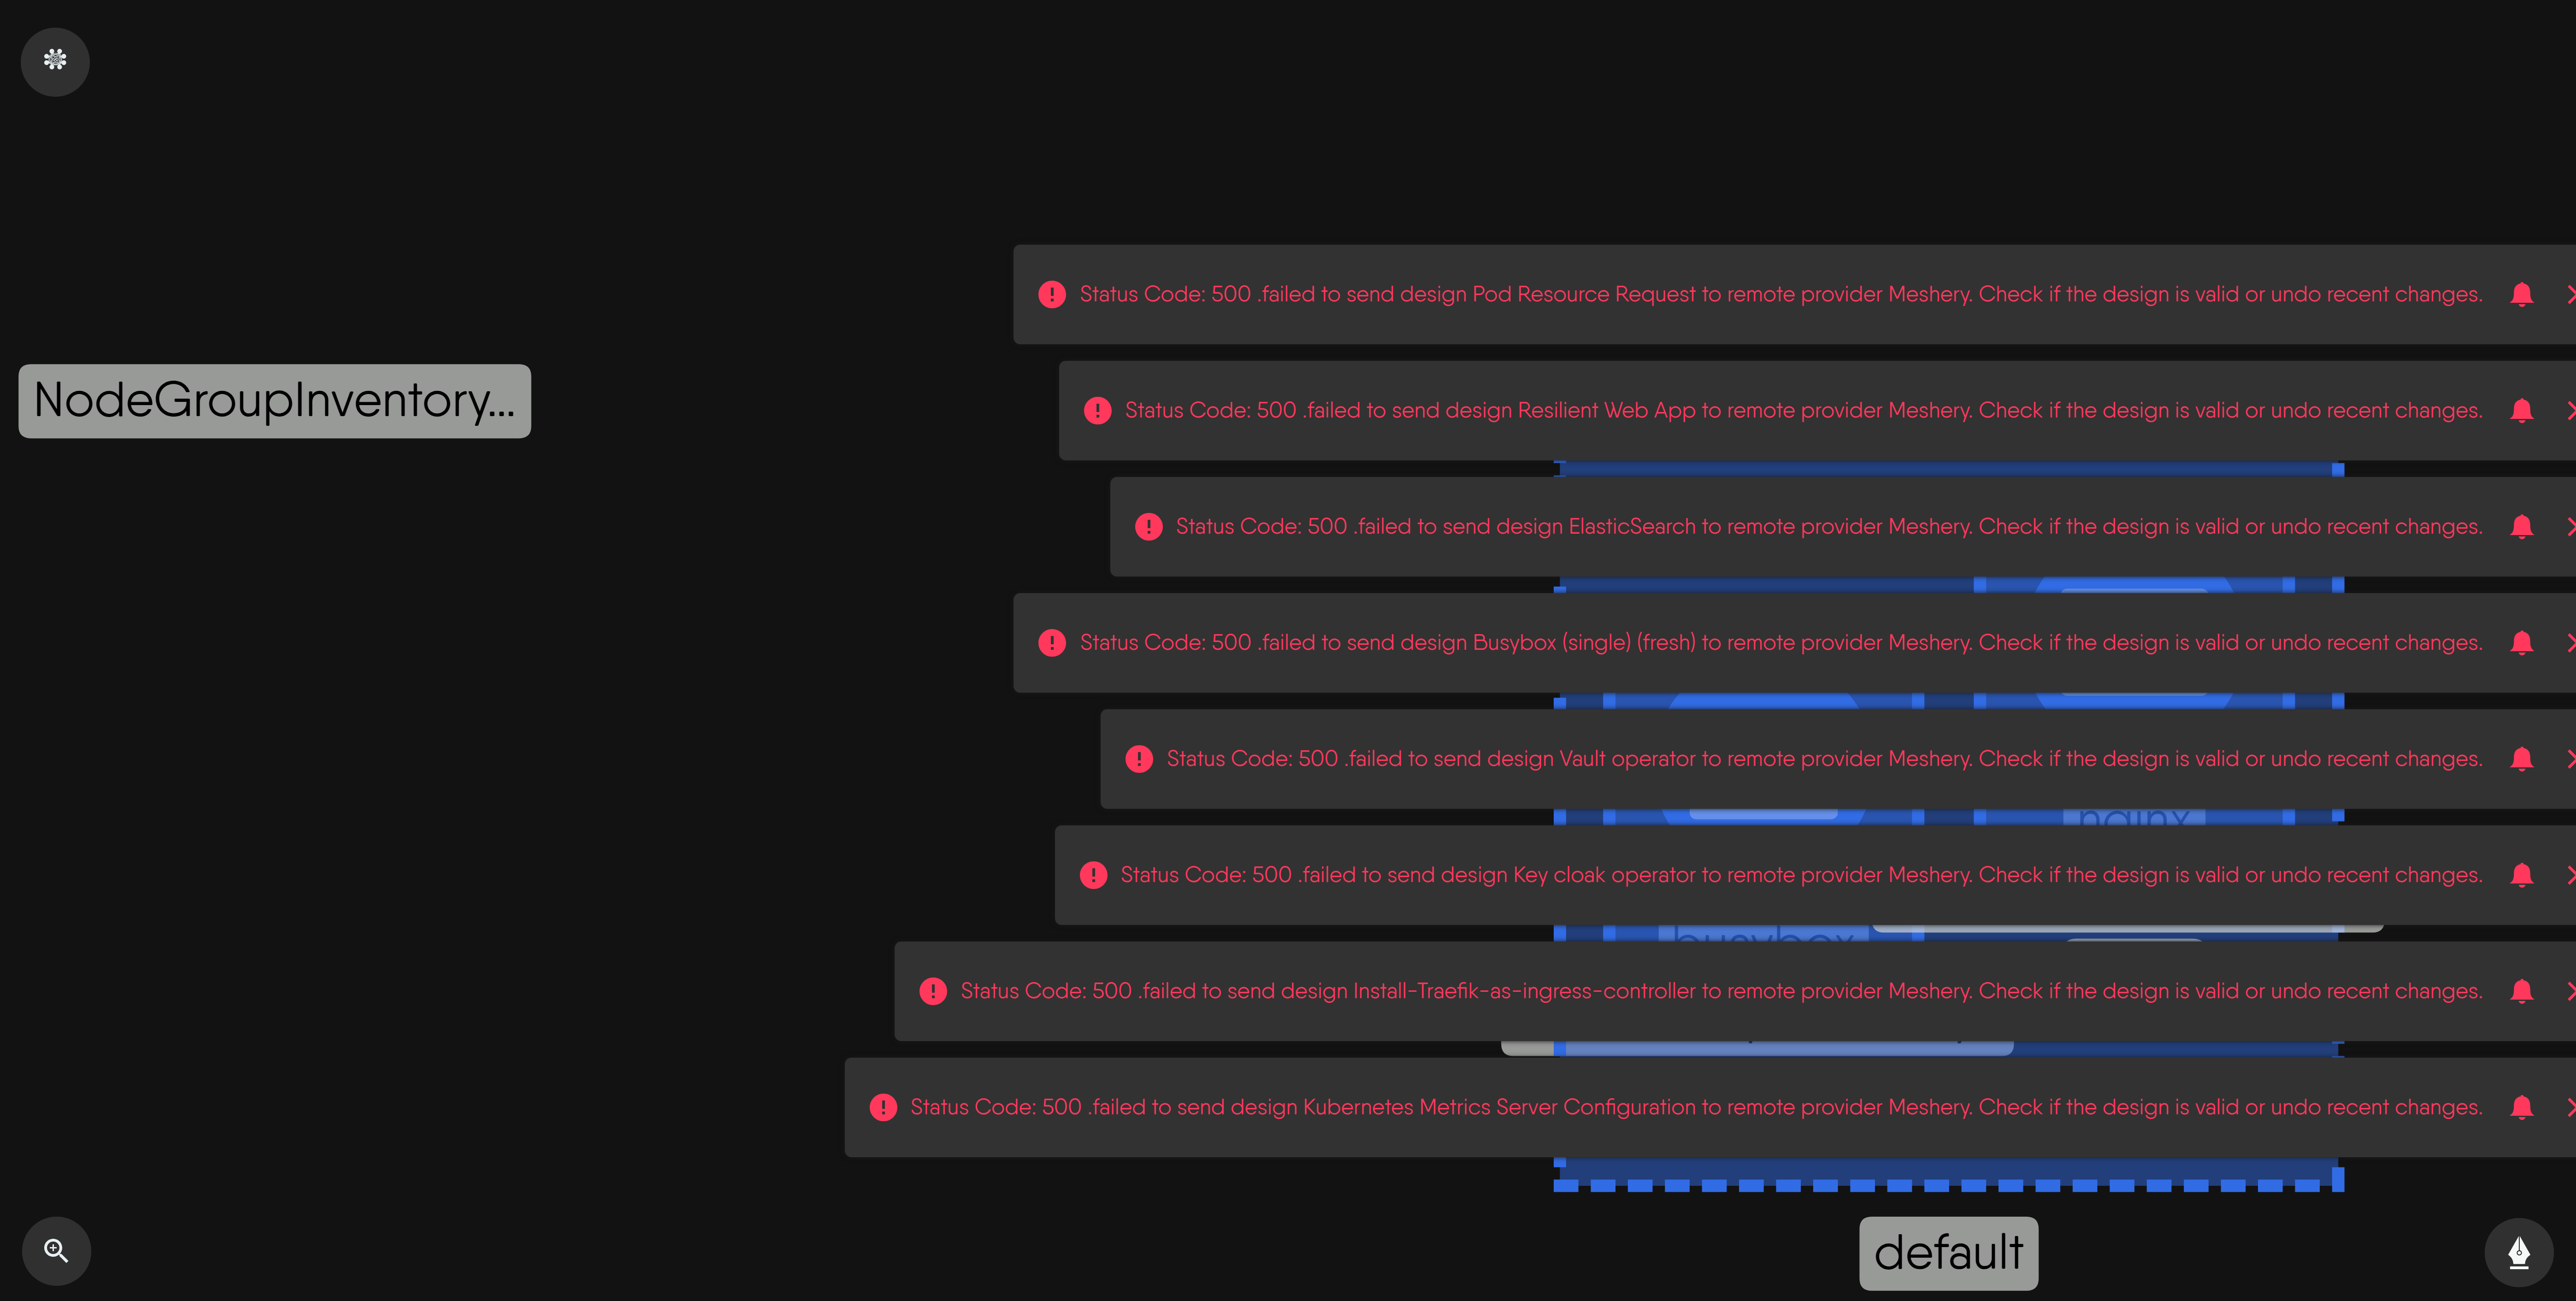 Status Code: 500 .failed to send design Pod Resource Request to remote provider Meshery. Check if the design is valid or undo recent changes.
NodeGroupInventory...
Status Code: 500 .failed to send design Resilient Web App to remote provider Meshery. Check if the design is valid or undo recent changes.
Status Code: 500 .failed to send design ElasticSearch to remote provider Meshery. Check if the design is valid or undo recent changes.
Status Code: 500 .failed to send design Busybox (single) (fresh) to remote provider Meshery. Check if the design is valid or undo recent changes.
Status Code: 500 .failed to send design Vault operator to remote provider Meshery. Check if the design is valid or undo recent changes.
nginx
Status Code: 500 .failed to send design Key cloak operator to remote provider Meshery. Check if the design is valid or undo recent changes.
busybox
Status Code: 500 .failed to send design Install-Traefik-as-ingress-controller to remote provider Meshery. Check if the design is valid or undo recent changes.
Status Code: 500 .failed to send design Kubernetes Metrics Server Configuration to remote provider Meshery. Check if the design is valid or undo recent changes.
default